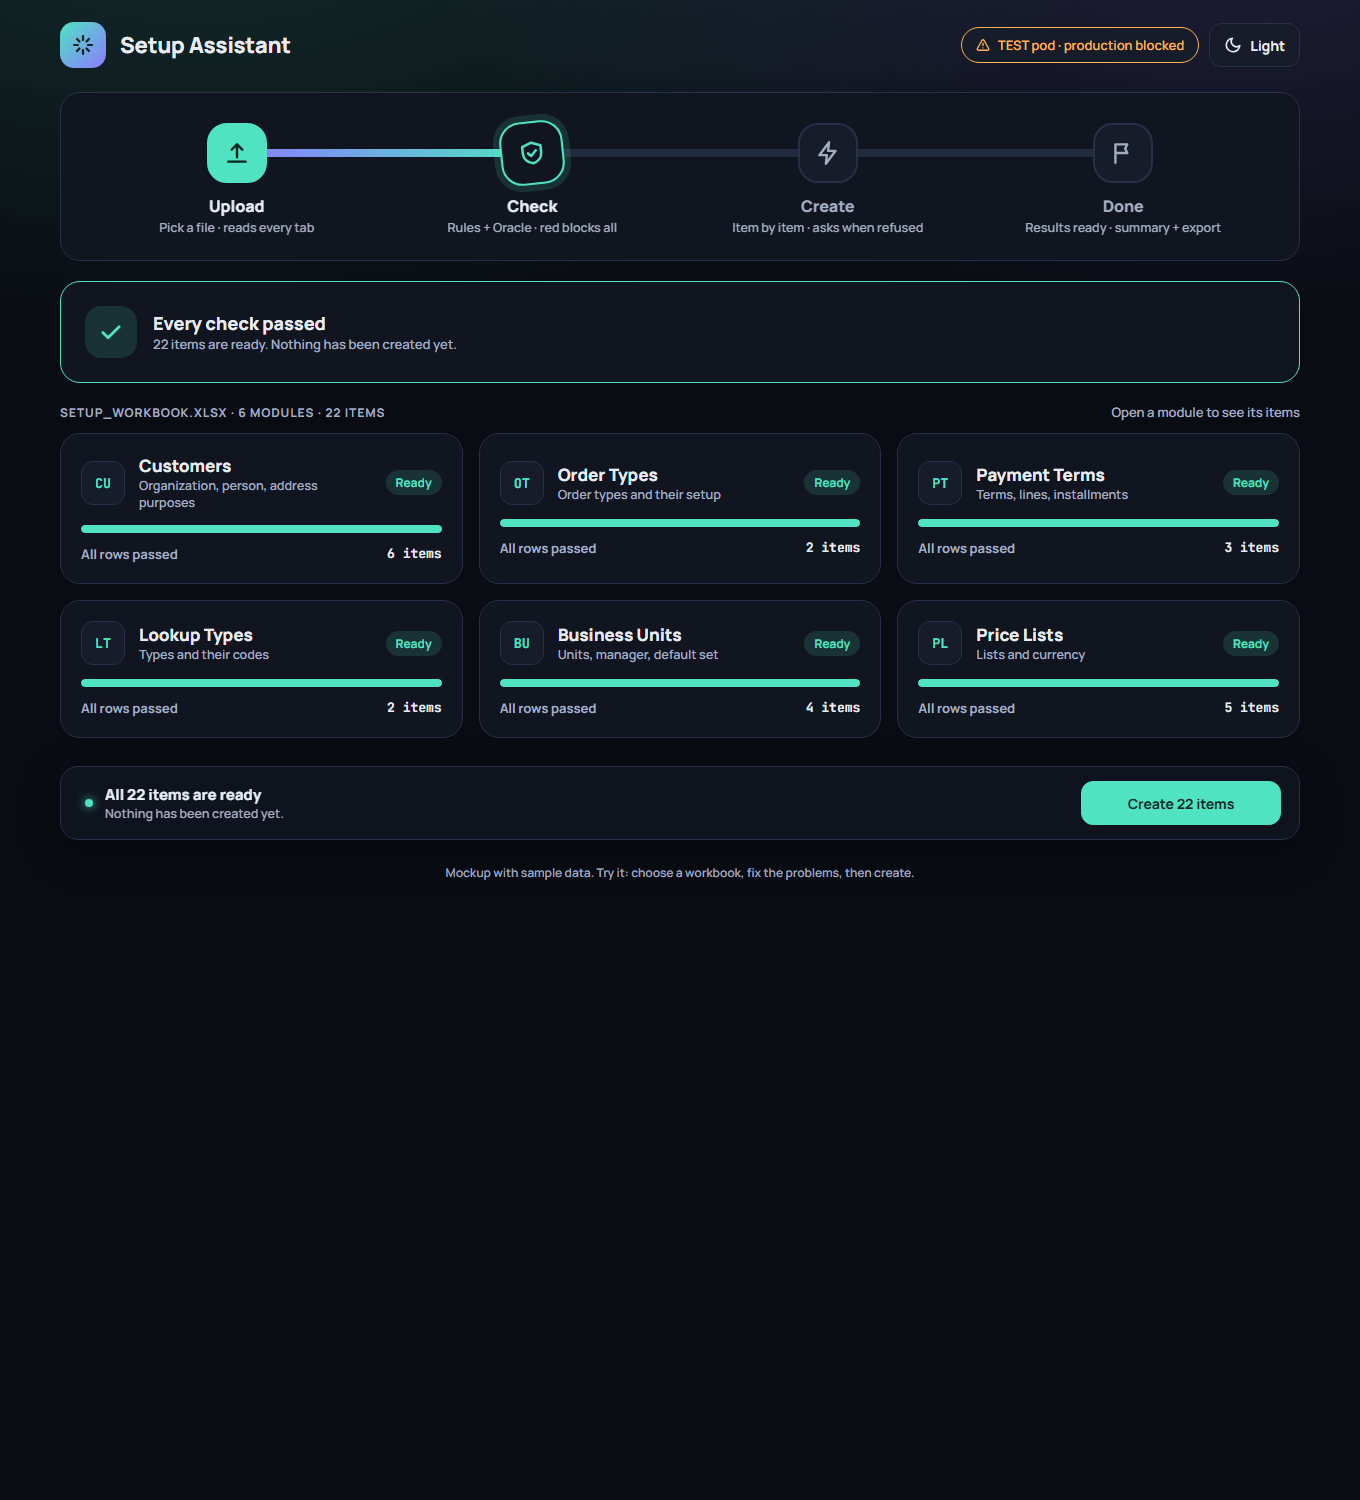 Setup Assistant
TEST pod · production blocked
Light
Upload
Pick a file · reads every tab
Check
Rules + Oracle · red blocks all
Create
Item by item · asks when refused
Done
Results ready · summary + export
Every check passed
22 items are ready. Nothing has been created yet.
SETUP_WORKBOOK.XLSX · 6 MODULES · 22 ITEMS
Open a module to see its items
CU
Customers
Organization, person, address
purposes
Ready
All rows passed
6 items
OT
Order Types
Order types and their setup
Ready
All rows passed
2 items
PT
Payment Terms
Terms, lines, installments
Ready
All rows passed
3 items
LT
Lookup Types
Types and their codes
Ready
All rows passed
2 items
BU
Business Units
Units, manager, default set
Ready
All rows passed
4 items
PL
Price Lists
Lists and currency
Ready
All rows passed
5 items
All 22 items are ready
Nothing has been created yet.
Create 22 items
Mockup with sample data. Try it: choose a workbook, fix the problems, then create.